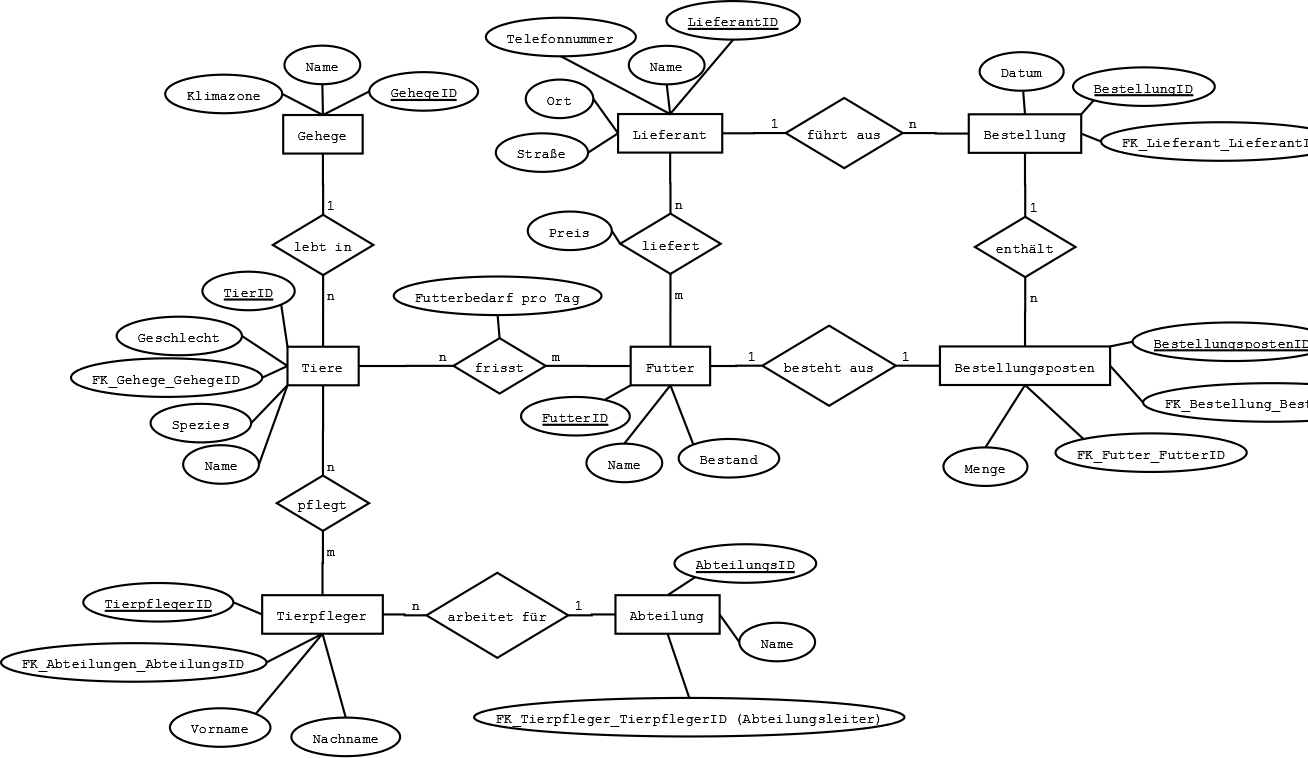 LieferantID
Telefonnummer
Name
Name
Datum
Klimazone
GehegeID
BestellungID
Ort
Gehege
Lieferant
1
führt aus
n
Bestellung
FK_Lieferant_LieferantI
Straße
1
n
1
Preis
lebt in
liefert
enthält
TierID
n
Futterbedarf pro Tag
m
n
Geschlecht
BestellungspostenID
Tiere
n
frisst
m
Futter
1
besteht aus
1
Bestellungsposten
FK_Gehege_GehegeID
FK_Bestellung_Best
Spezies
FutterID
Name
Name
Bestand
FK_Futter_FutterID
Menge
n
pflegt
m
AbteilungsID
TierpflegerID
Tierpfleger
n
arbeitet für
1
Abteilung
Name
FK_Abteilungen_AbteilungsID
Vorname
Nachname
FK_Tierpfleger_TierpflegerID (Abteilungsleiter)